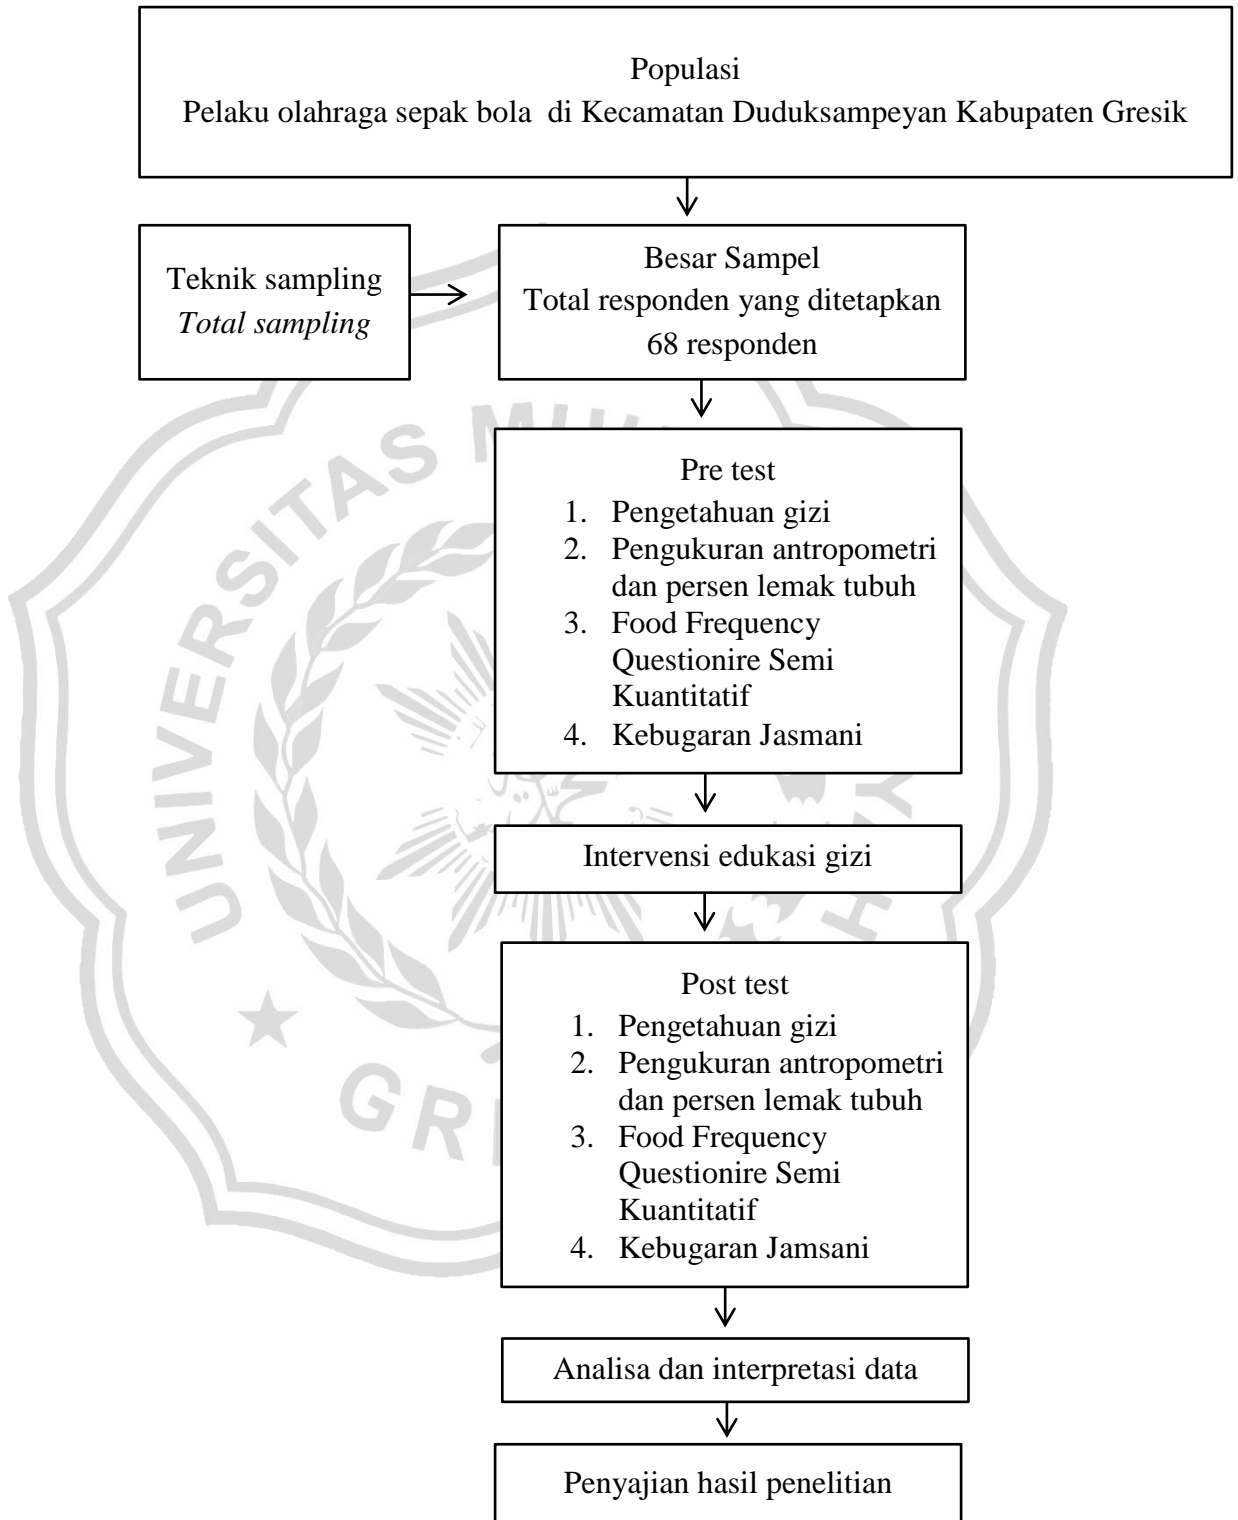 Populasi
Pelaku olahraga sepak bola di Kecamatan Duduksampeyan Kabupaten Gresik
Teknik sampling
Total sampling
Besar Sampel
Total responden yang ditetapkan
68 responden
Pre test
1. Pengetahuan gizi
2. Pengukuran antropometri
dan persen lemak tubuh
3. Food Frequency
Questionire Semi
Kuantitatif
4. Kebugaran Jasmani
Intervensi edukasi gizi
Post test
1. Pengetahuan gizi
2. Pengukuran antropometri
dan persen lemak tubuh
3. Food Frequency
Questionire Semi
Kuantitatif
4. Kebugaran Jamsani
Analisa dan interpretasi data
Penyajian hasil penelitian
UNIVERSITAS